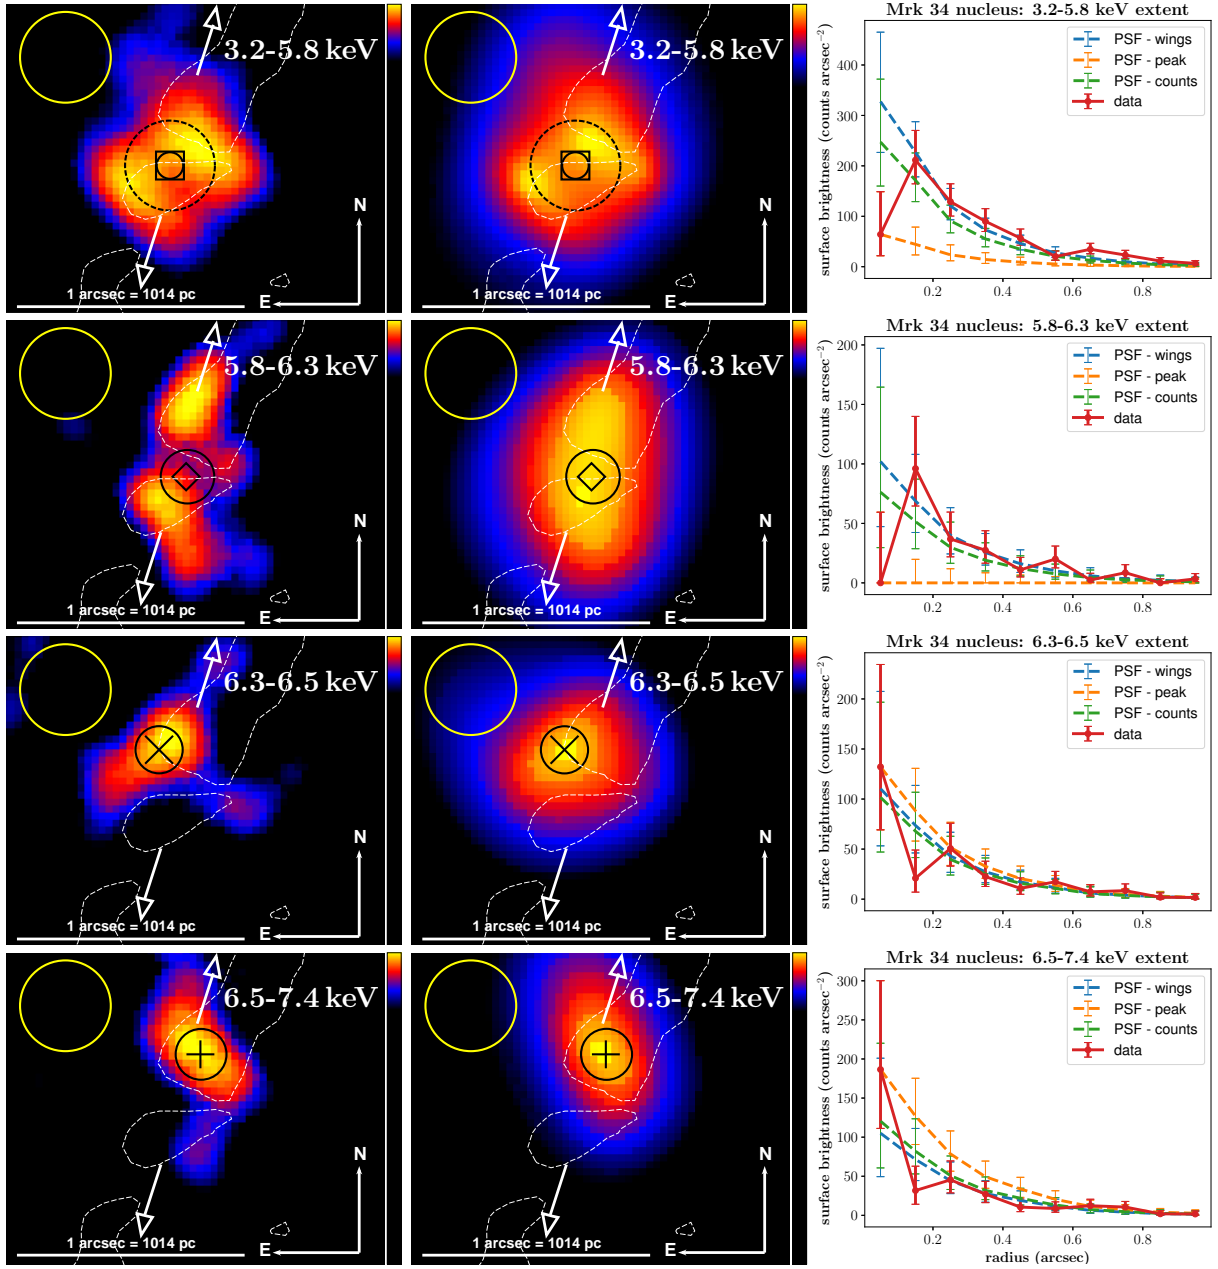 3.2-5.8 keV
N
E
1 arcsec = 1014 pc
3.2-5.8 keV
N
E
1 arcsec = 1014 pc
Mrk 34 nucleus: 3.2-5.8 keV extent
surface brightness (counts arcsec⁻²)
400
300
200
100
0
PSF - wings
PSF - peak
PSF - counts
data
0.2 0.4 0.6 0.8
5.8-6.3 keV
N
E
1 arcsec = 1014 pc
5.8-6.3 keV
N
E
1 arcsec = 1014 pc
Mrk 34 nucleus: 5.8-6.3 keV extent
surface brightness (counts arcsec⁻²)
200
150
100
50
0
PSF - wings
PSF - peak
PSF - counts
data
0.2 0.4 0.6 0.8
6.3-6.5 keV
N
E
1 arcsec = 1014 pc
6.3-6.5 keV
N
E
1 arcsec = 1014 pc
Mrk 34 nucleus: 6.3-6.5 keV extent
surface brightness (counts arcsec⁻²)
200
150
100
50
0
PSF - wings
PSF - peak
PSF - counts
data
0.2 0.4 0.6 0.8
6.5-7.4 keV
N
E
1 arcsec = 1014 pc
6.5-7.4 keV
N
E
1 arcsec = 1014 pc
Mrk 34 nucleus: 6.5-7.4 keV extent
surface brightness (counts arcsec⁻²)
300
250
200
150
100
50
0
PSF - wings
PSF - peak
PSF - counts
data
0.2 0.4 0.6 0.8
radius (arcsec)